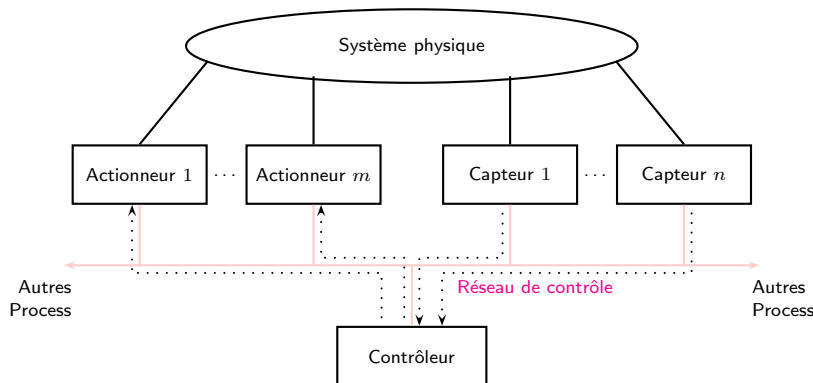 Système physique
Actionneur 1 ··· Actionneur m
Capteur 1 ··· Capteur n
Autres
Process
Réseau de contrôle
Autres
Process
Contrôleur